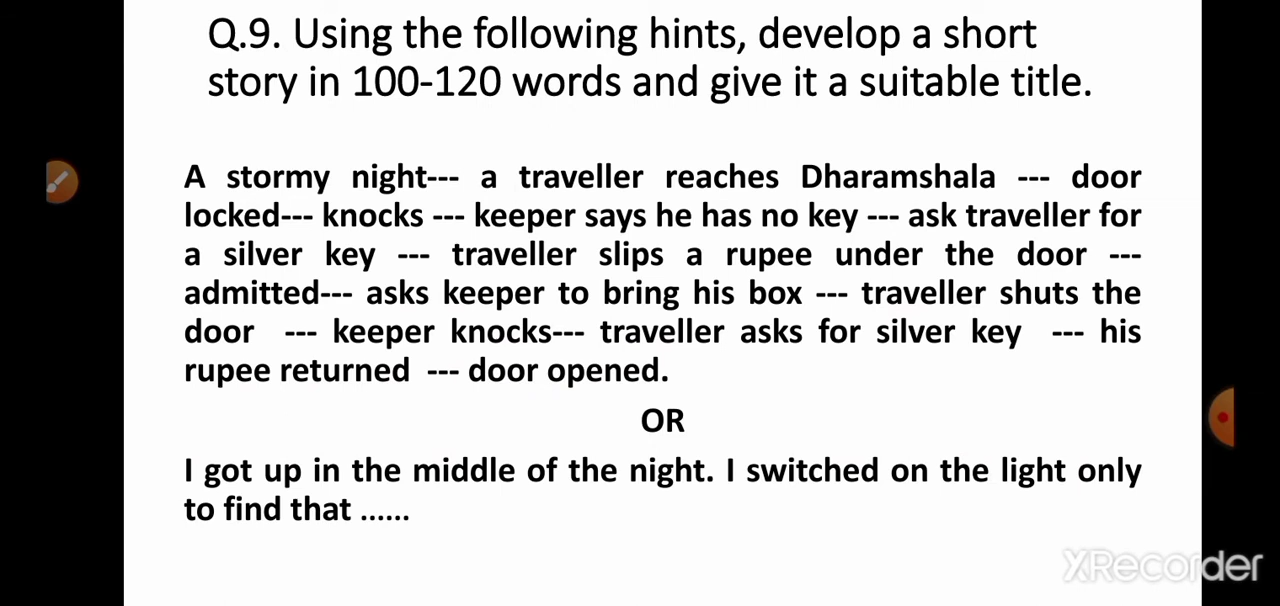 Q.9. Using the following hints, develop a short
story in 100-120 words and give it a suitable title.
A stormy night--- a traveller reaches Dharamshala --- door
locked--- knocks --- keeper says he has no key --- ask traveller for
a silver key --- traveller slips a rupee under the door ---
admitted--- asks keeper to bring his box --- traveller shuts the
door --- keeper knocks--- traveller asks for silver key --- his
rupee returned --- door opened.
OR
I got up in the middle of the night. I switched on the light only
to find that ......
XRecorder